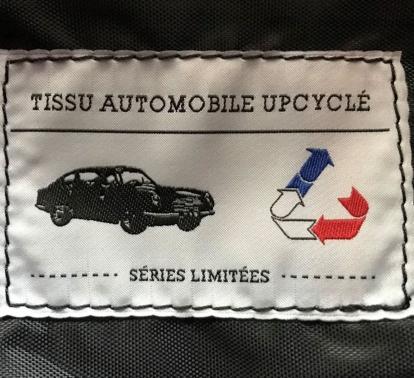 TISSU AUTOMOBILE UPCYCLÉ
SÉRIES LIMITÉES